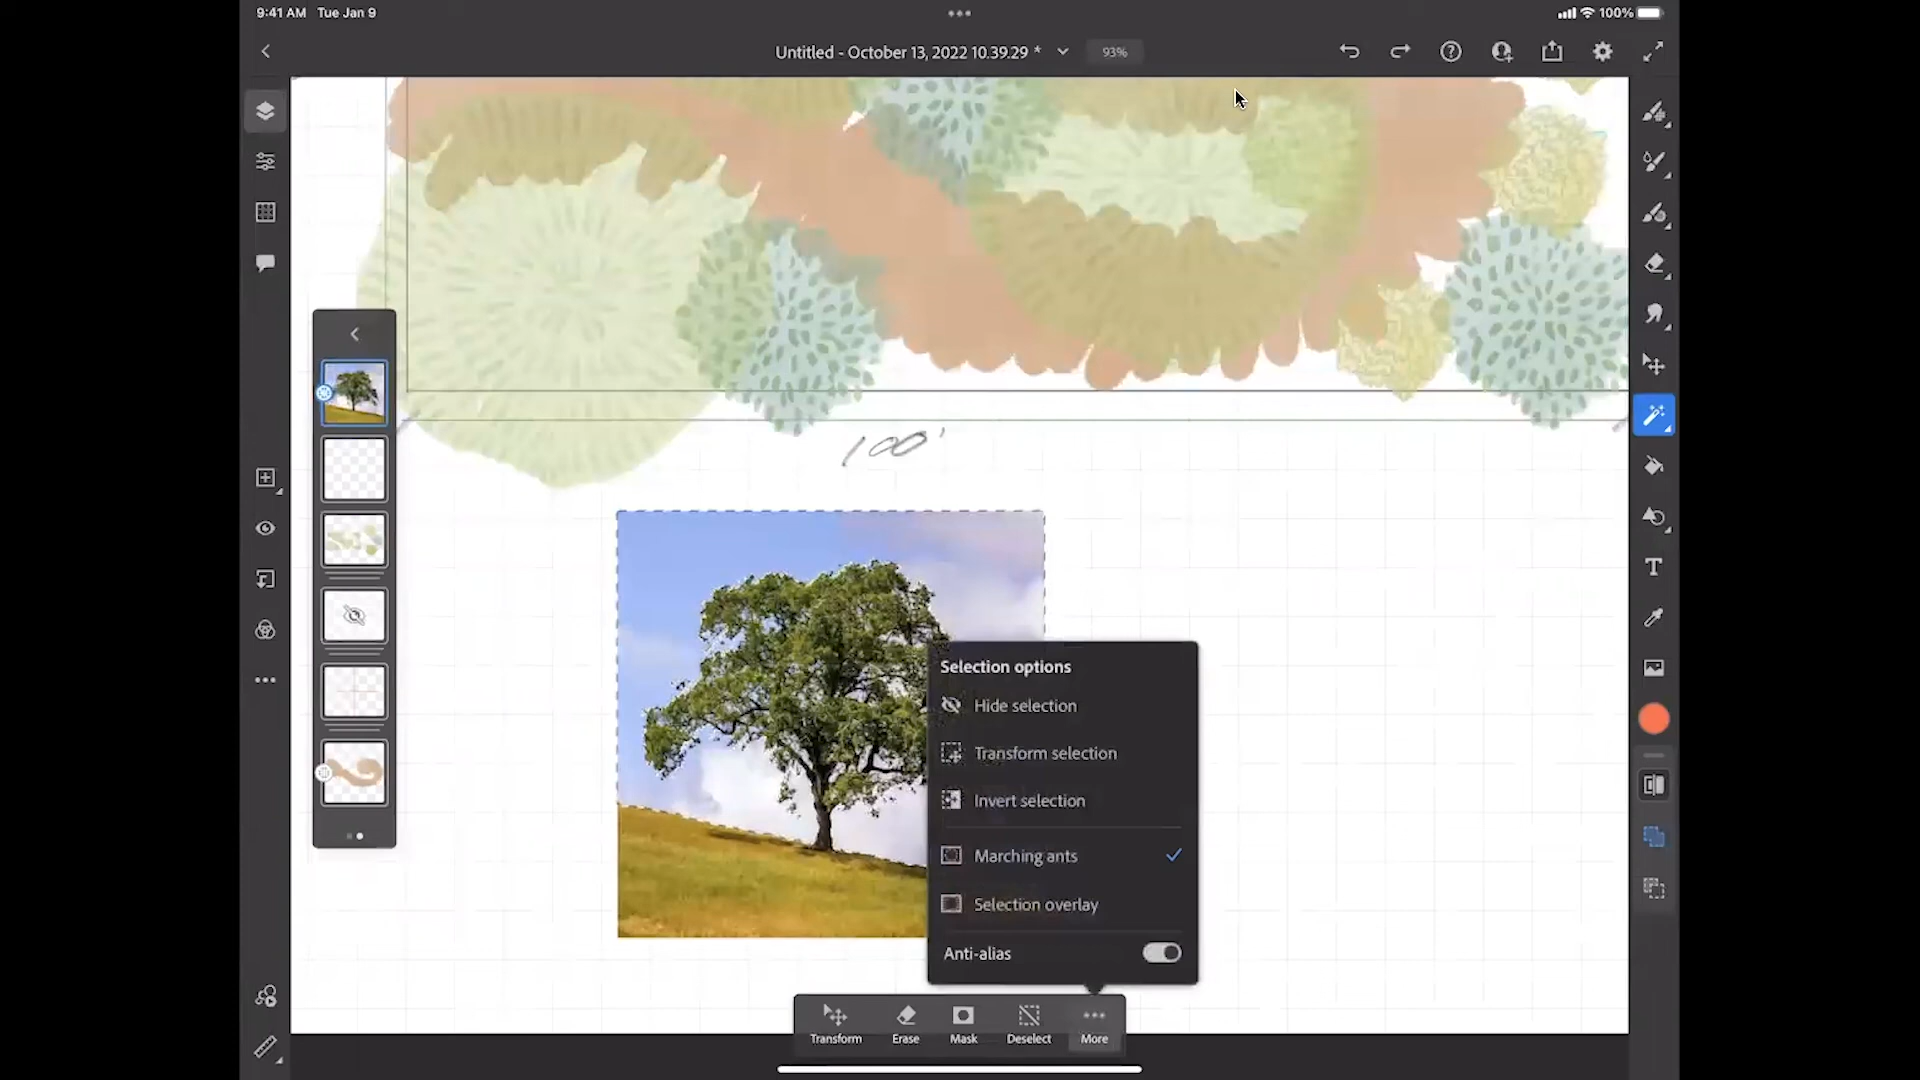 9:41 AM Tue Jan 9
100%
Untitled - October 13, 2022 10.39.29 *
93%
100'
Selection options
Hide selection
Transform selection
Invert selection
Marching ants
Selection overlay
Anti-alias
Transform Erase Mask Deselect More